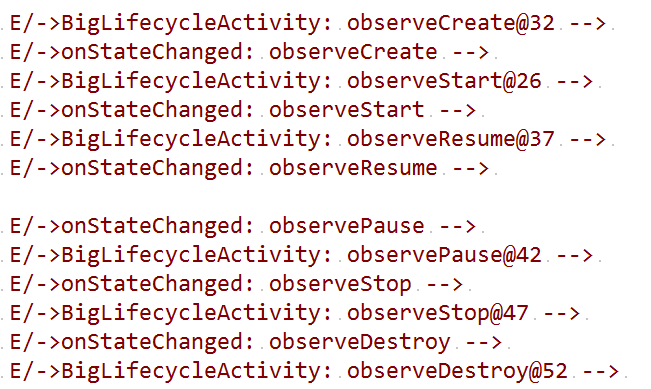 E/->BigLifecycleActivity: observeCreate@32 -->
E/->onStateChanged: observeCreate -->
E/->BigLifecycleActivity: observeStart@26 -->
E/->onStateChanged: observeStart -->
E/->BigLifecycleActivity: observeResume@37 -->
E/->onStateChanged: observeResume -->
E/->onStateChanged: observePause -->
E/->BigLifecycleActivity: observePause@42 -->
E/->onStateChanged: observeStop -->
E/->BigLifecycleActivity: observeStop@47 -->
E/->onStateChanged: observeDestroy -->
E/->BigLifecycleActivity: observeDestroy@52 -->